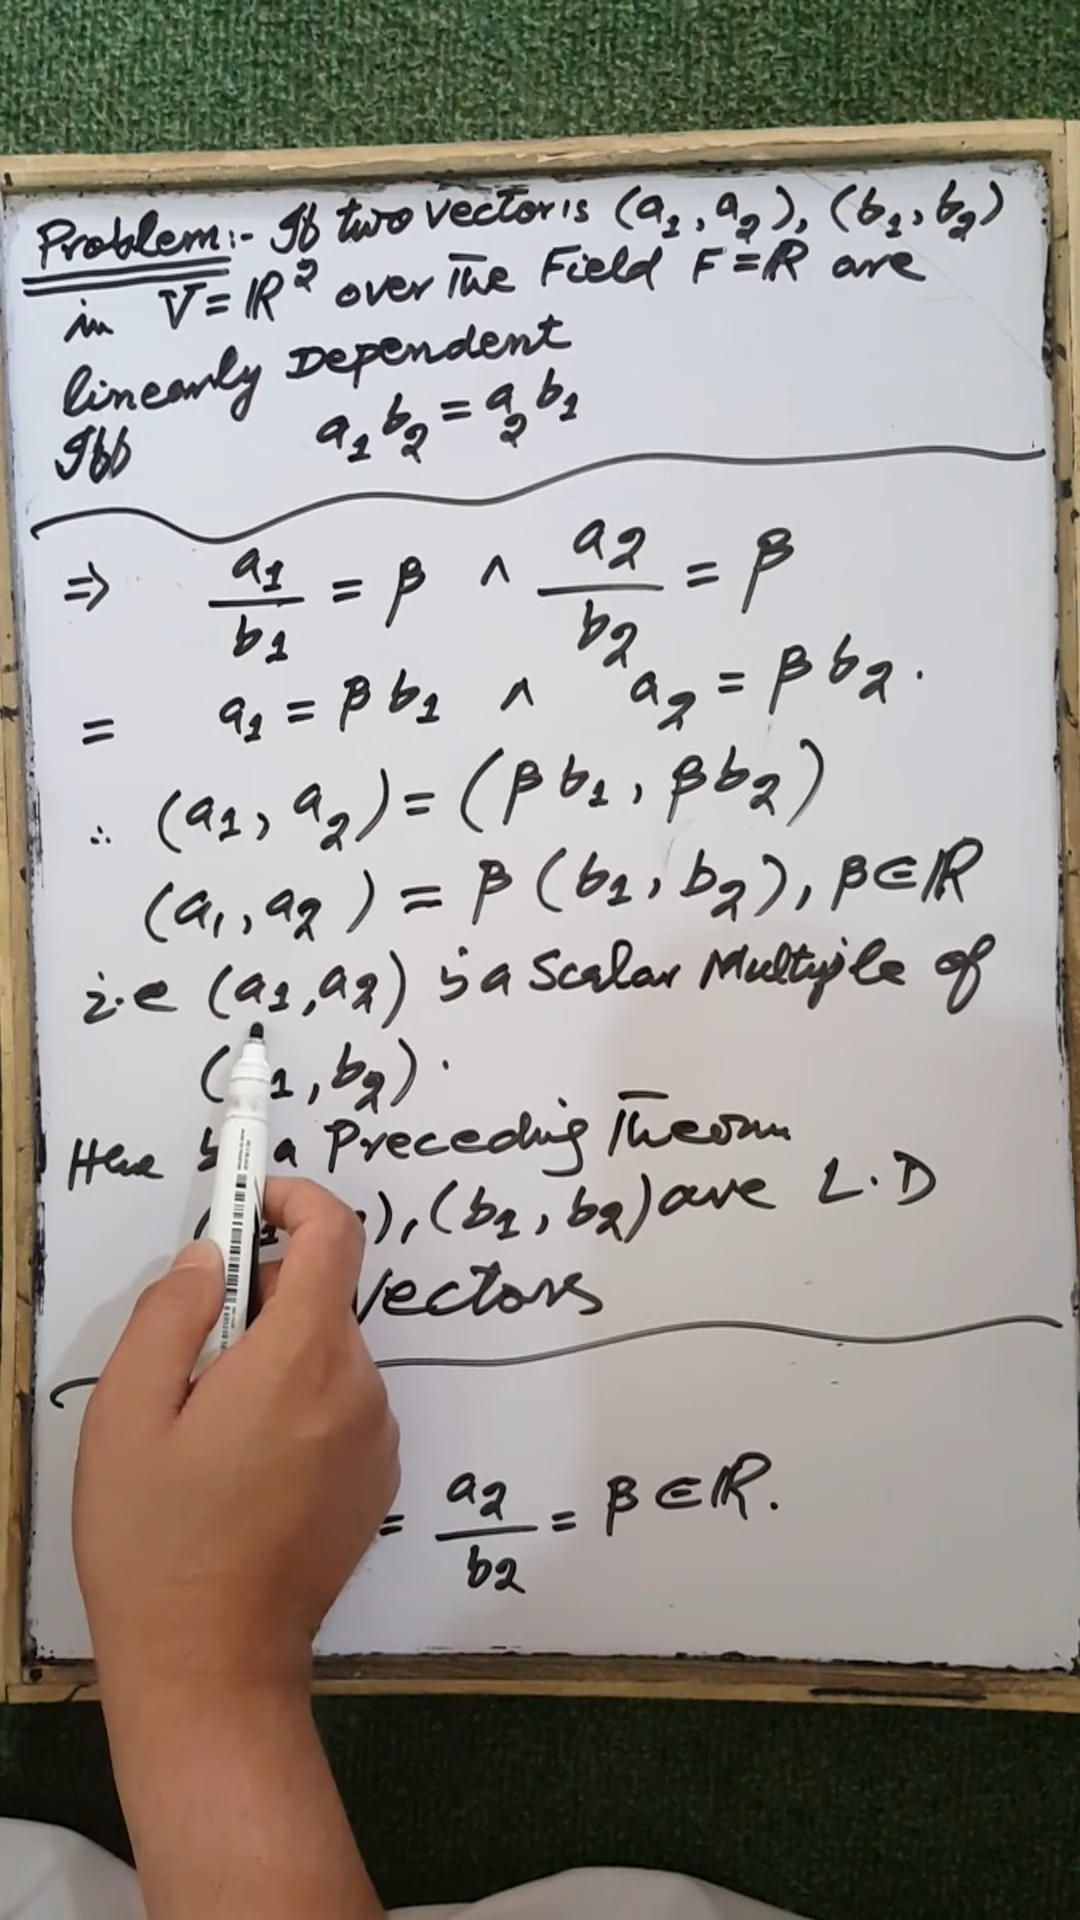 Problem:- If two vectors (a₁, a₂), (b₁, b₂)
in V=ℝ² over The Field F=ℝ are
linearly Dependent
Iff a₁b₂ = a₂b₁
⇒ a₁/b₁ = β ∧ a₂/b₂ = β
= a₁ = βb₁ ∧ a₂ = βb₂.
∴ (a₁, a₂) = (βb₁, βb₂)
(a₁, a₂) = β(b₁, b₂), β∈ℝ
i.e (a₁, a₂) is a Scalar Multiple of
( ₁, b₂).
a Preceding Theorem
), (b₁, b₂) are L.D
Vectors
= a₂/b₂ = β∈ℝ.